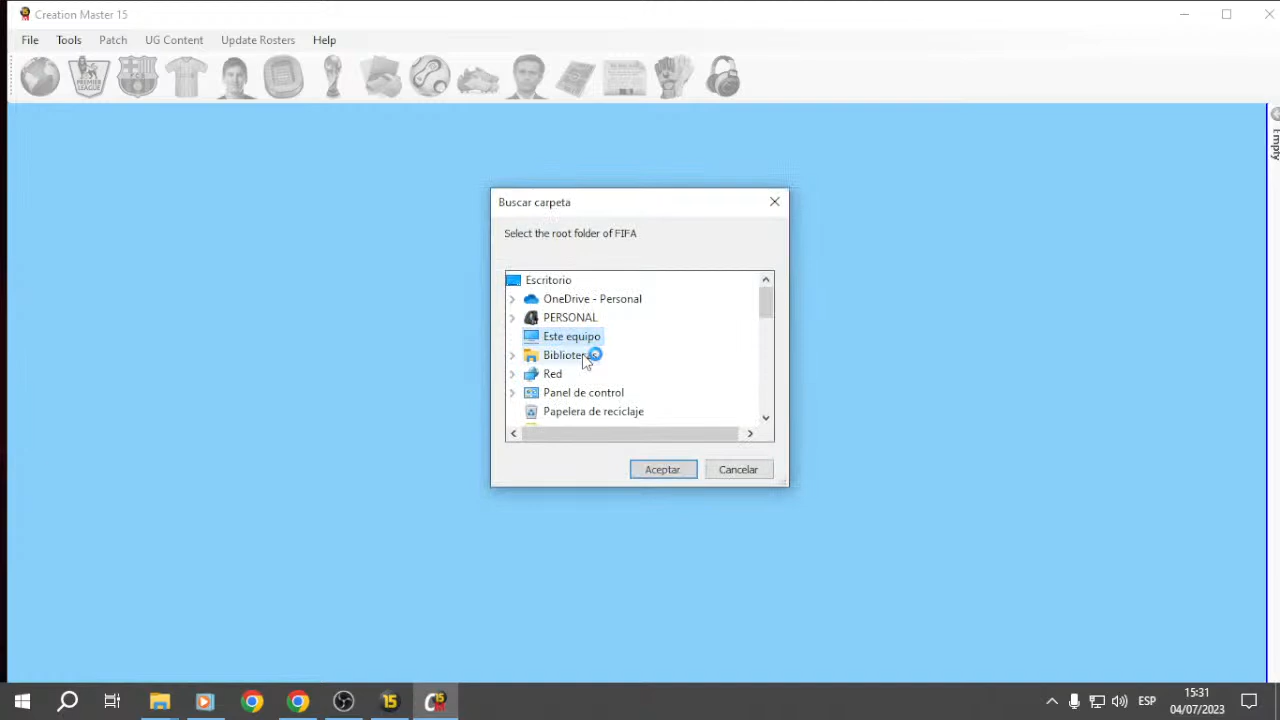 Creation Master 15
File Tools Patch UG Content Update Rosters Help
Empty
Buscar carpeta
Select the root folder of FIFA
Escritorio
OneDrive - Personal
PERSONAL
Este equipo
Bibliotecas
Red
Panel de control
Papelera de reciclaje
Aceptar Cancelar
ESP
15:31
04/07/2023